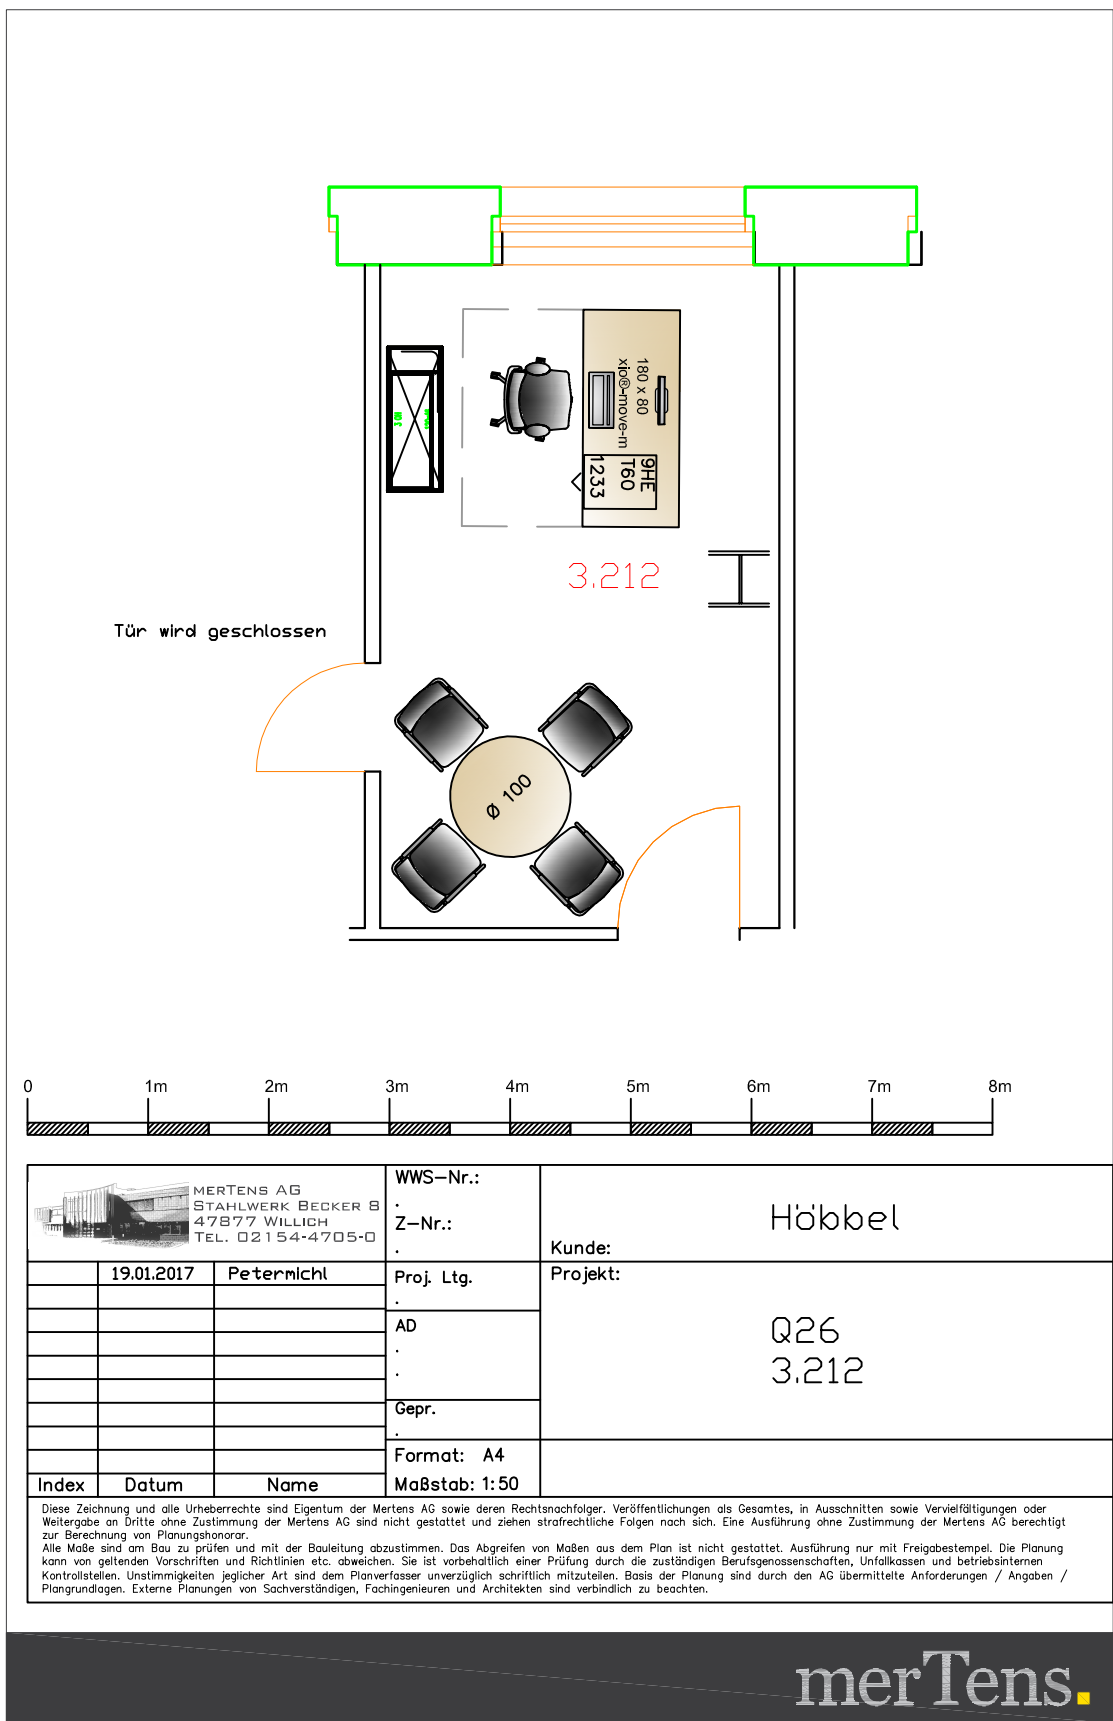 180 x 80
xio®-move-m
9HE
T60
1233
3.212
Tür wird geschlossen
Ø 100
0 1m 2m 3m 4m 5m 6m 7m 8m
merTens AG
Stahlwerk Becker 8
47877 Willich
Tel. 02154-4705-0
WWS-Nr.:
.
Z-Nr.:
.
Kunde:
Höbbel
19.01.2017 Petermichl
Proj. Ltg.
.
AD
.
.
Gepr.
.
Projekt:
Q26
3.212
Format: A4
Maßstab: 1:50
Index Datum Name
Diese Zeichnung und alle Urheberrechte sind Eigentum der Mertens AG sowie deren Rechtsnachfolger. Veröffentlichungen als Gesamtes, in Ausschnitten sowie Vervielfältigungen oder
Weitergabe an Dritte ohne Zustimmung der Mertens AG sind nicht gestattet und ziehen strafrechtliche Folgen nach sich. Eine Ausführung ohne Zustimmung der Mertens AG berechtigt
zur Berechnung von Planungshonorar.
Alle Maße sind am Bau zu prüfen und mit der Bauleitung abzustimmen. Das Abgreifen von Maßen aus dem Plan ist nicht gestattet. Ausführung nur mit Freigabestempel. Die Planung
kann von geltenden Vorschriften und Richtlinien etc. abweichen. Sie ist vorbehaltlich einer Prüfung durch die zuständigen Berufsgenossenschaften, Unfallkassen und betriebsinternen
Kontrollstellen. Unstimmigkeiten jeglicher Art sind dem Planverfasser unverzüglich schriftlich mitzuteilen. Basis der Planung sind durch den AG übermittelte Anforderungen / Angaben /
Plangrundlagen. Externe Planungen von Sachverständigen, Fachingenieuren und Architekten sind verbindlich zu beachten.
merTens.